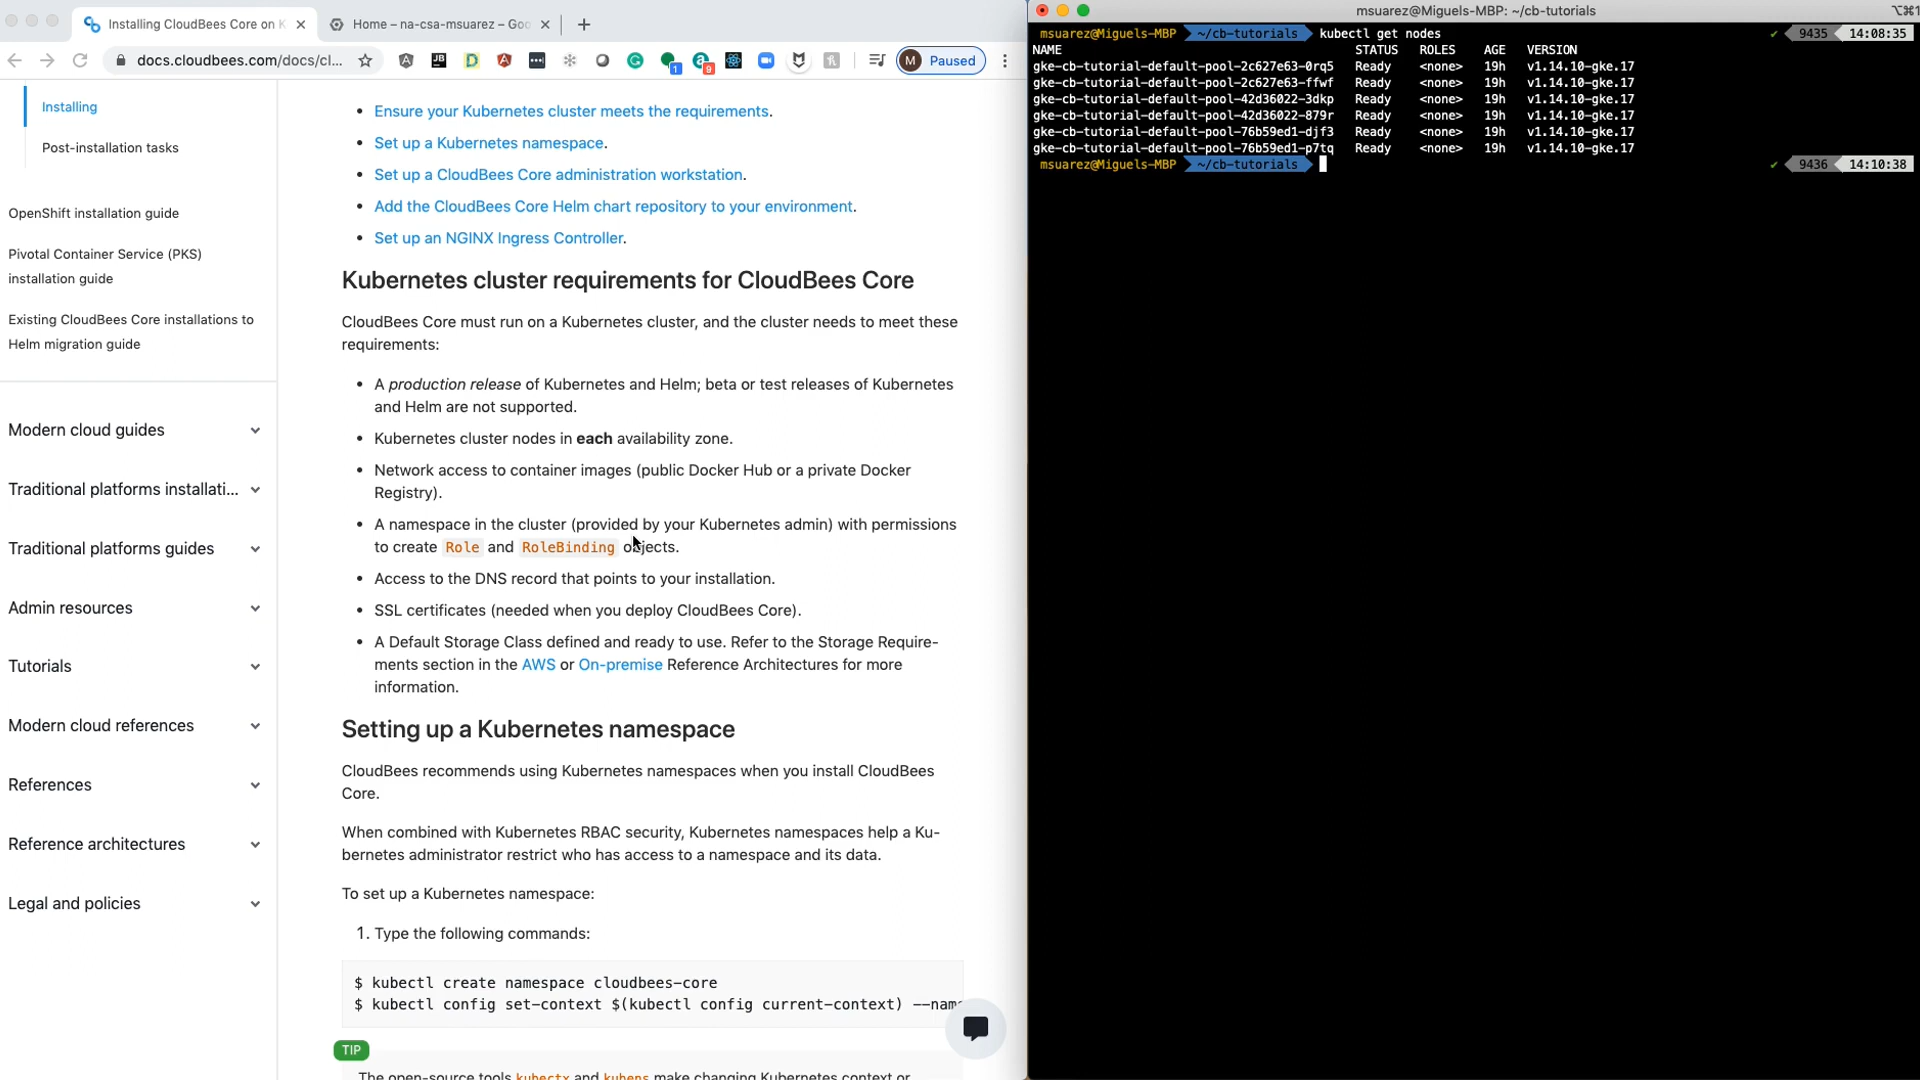 Installing CloudBees Core on K
Home – na-csa-msuarez – Goo
docs.cloudbees.com/docs/cl...
JB
D
1
9
M Paused
Installing
Post-installation tasks
OpenShift installation guide
Pivotal Container Service (PKS)
installation guide
Existing CloudBees Core installations to
Helm migration guide
Modern cloud guides
Traditional platforms installati...
Traditional platforms guides
Admin resources
Tutorials
Modern cloud references
References
Reference architectures
Legal and policies
• Ensure your Kubernetes cluster meets the requirements.
• Set up a Kubernetes namespace.
• Set up a CloudBees Core administration workstation.
• Add the CloudBees Core Helm chart repository to your environment.
• Set up an NGINX Ingress Controller.
Kubernetes cluster requirements for CloudBees Core
CloudBees Core must run on a Kubernetes cluster, and the cluster needs to meet these
requirements:
• A production release of Kubernetes and Helm; beta or test releases of Kubernetes
and Helm are not supported.
• Kubernetes cluster nodes in each availability zone.
• Network access to container images (public Docker Hub or a private Docker
Registry).
• A namespace in the cluster (provided by your Kubernetes admin) with permissions
to create Role and RoleBinding objects.
• Access to the DNS record that points to your installation.
• SSL certificates (needed when you deploy CloudBees Core).
• A Default Storage Class defined and ready to use. Refer to the Storage Require-
ments section in the AWS or On-premise Reference Architectures for more
information.
Setting up a Kubernetes namespace
CloudBees recommends using Kubernetes namespaces when you install CloudBees
Core.
When combined with Kubernetes RBAC security, Kubernetes namespaces help a Ku-
bernetes administrator restrict who has access to a namespace and its data.
To set up a Kubernetes namespace:
1. Type the following commands:
$ kubectl create namespace cloudbees-core
$ kubectl config set-context $(kubectl config current-context) --name
TIP
The open-source tools kubectx and kubens make changing Kubernetes context or
msuarez@Miguels-MBP: ~/cb-tutorials
⌥⌘1
msuarez@Miguels-MBP ~/cb-tutorials kubectl get nodes ✔ 9435 14:08:35
NAME STATUS ROLES AGE VERSION
gke-cb-tutorial-default-pool-2c627e63-0rq5 Ready <none> 19h v1.14.10-gke.17
gke-cb-tutorial-default-pool-2c627e63-ffwf Ready <none> 19h v1.14.10-gke.17
gke-cb-tutorial-default-pool-42d36022-3dkp Ready <none> 19h v1.14.10-gke.17
gke-cb-tutorial-default-pool-42d36022-879r Ready <none> 19h v1.14.10-gke.17
gke-cb-tutorial-default-pool-76b59ed1-djf3 Ready <none> 19h v1.14.10-gke.17
gke-cb-tutorial-default-pool-76b59ed1-p7tq Ready <none> 19h v1.14.10-gke.17
msuarez@Miguels-MBP ~/cb-tutorials ✔ 9436 14:10:38